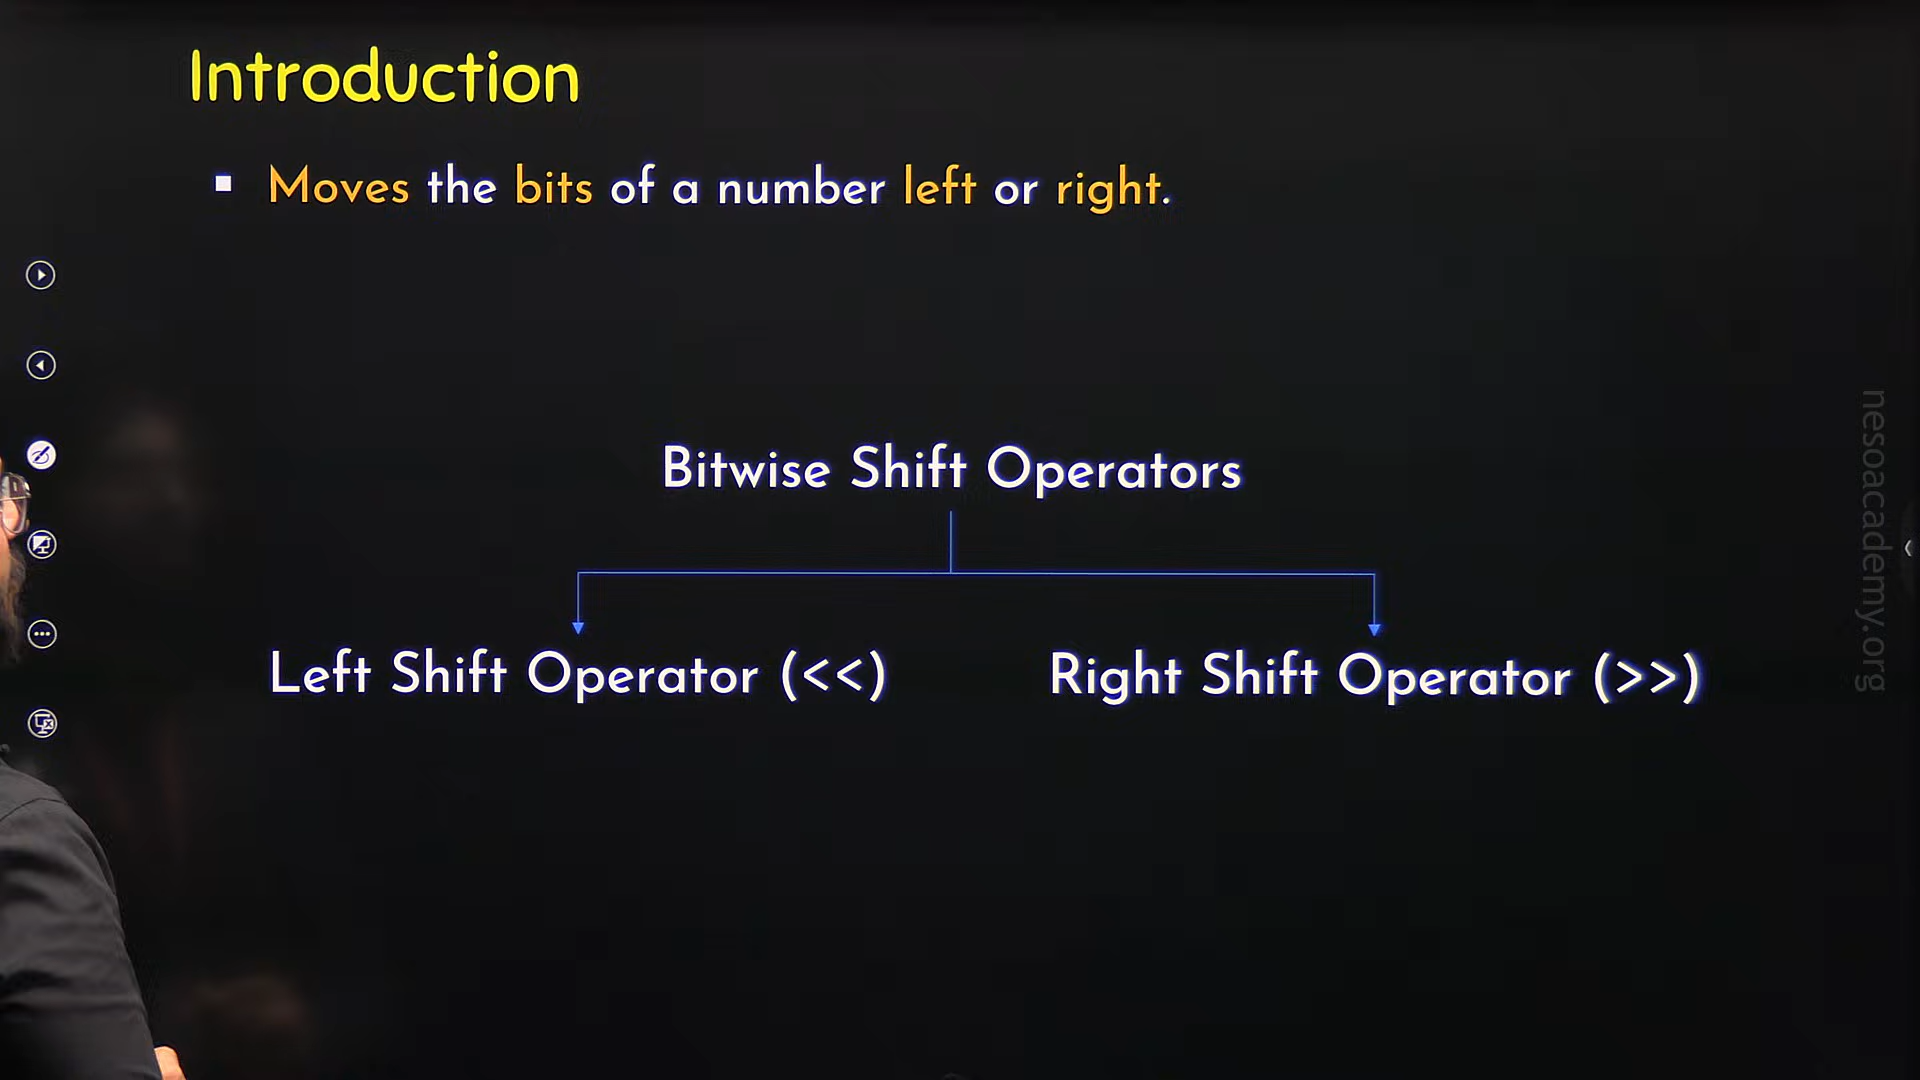 Introduction
Moves the bits of a number left or right.
Bitwise Shift Operators
Left Shift Operator (<<)
Right Shift Operator (>>)
nesoacademy.org